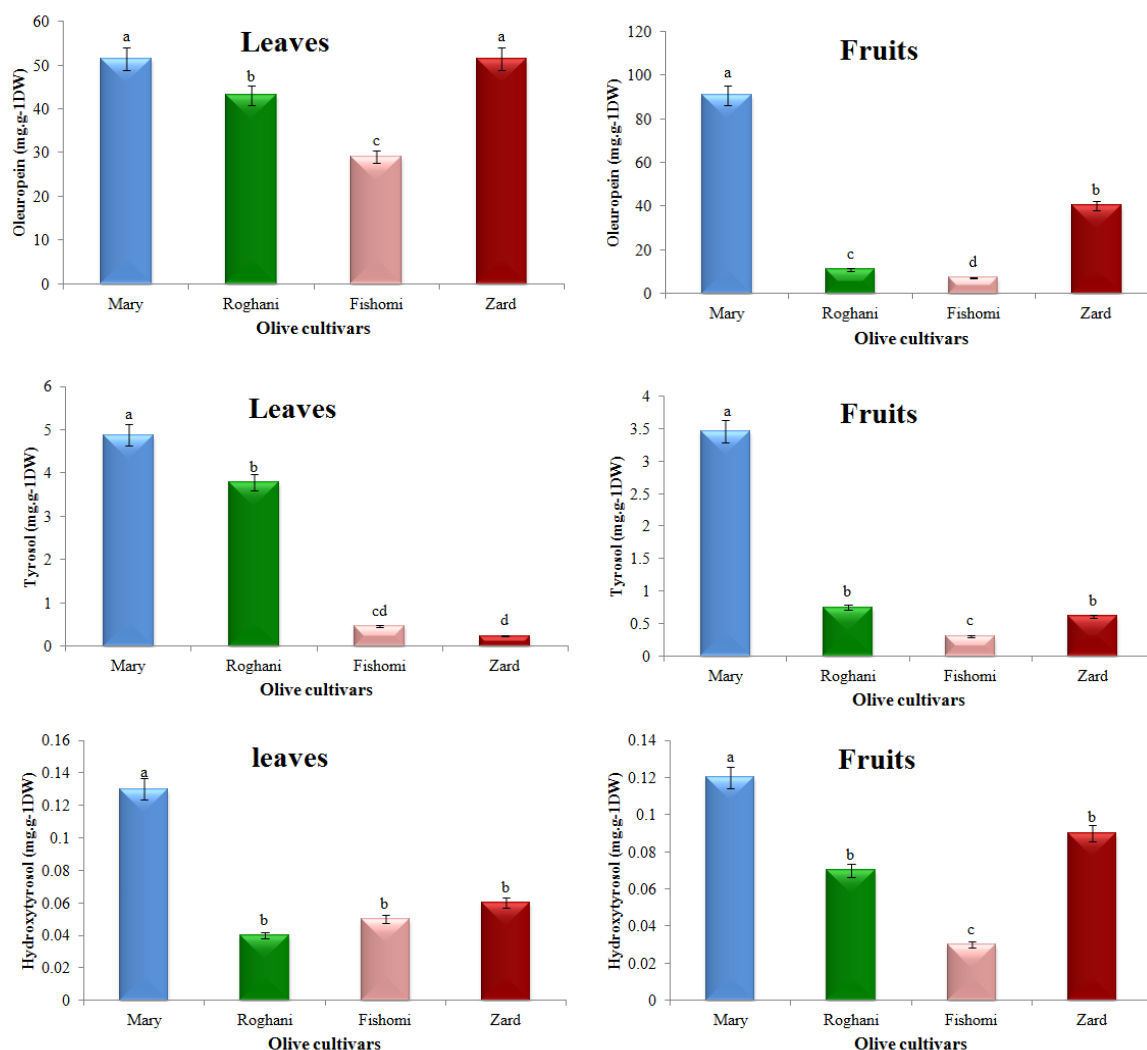 Leaves
Oleuropein (mg.g-1DW)
60
50
40
30
20
10
0
a
b
c
a
Mary Roghani Fishomi Zard
Olive cultivars
Fruits
Oleuropein (mg.g-1DW)
120
100
80
60
40
20
0
a
c
d
b
Mary Roghani Fishomi Zard
Olive cultivars
Leaves
Tyrosol (mg.g-1DW)
6
5
4
3
2
1
0
a
b
cd
d
Mary Roghani Fishomi Zard
Olive cultivars
Fruits
Tyrosol (mg.g-1DW)
4
3.5
3
2.5
2
1.5
1
0.5
0
a
b
c
b
Mary Roghani Fishomi Zard
Olive cultivars
leaves
Hydroxytyrosol (mg.g-1DW)
0.16
0.14
0.12
0.1
0.08
0.06
0.04
0.02
0
a
b
b
b
Mary Roghani Fishomi Zard
Olive cultivars
Fruits
Hydroxytyrosol (mg.g-1DW)
0.14
0.12
0.1
0.08
0.06
0.04
0.02
0
a
b
c
b
Mary Roghani Fishomi Zard
Olive cultivars